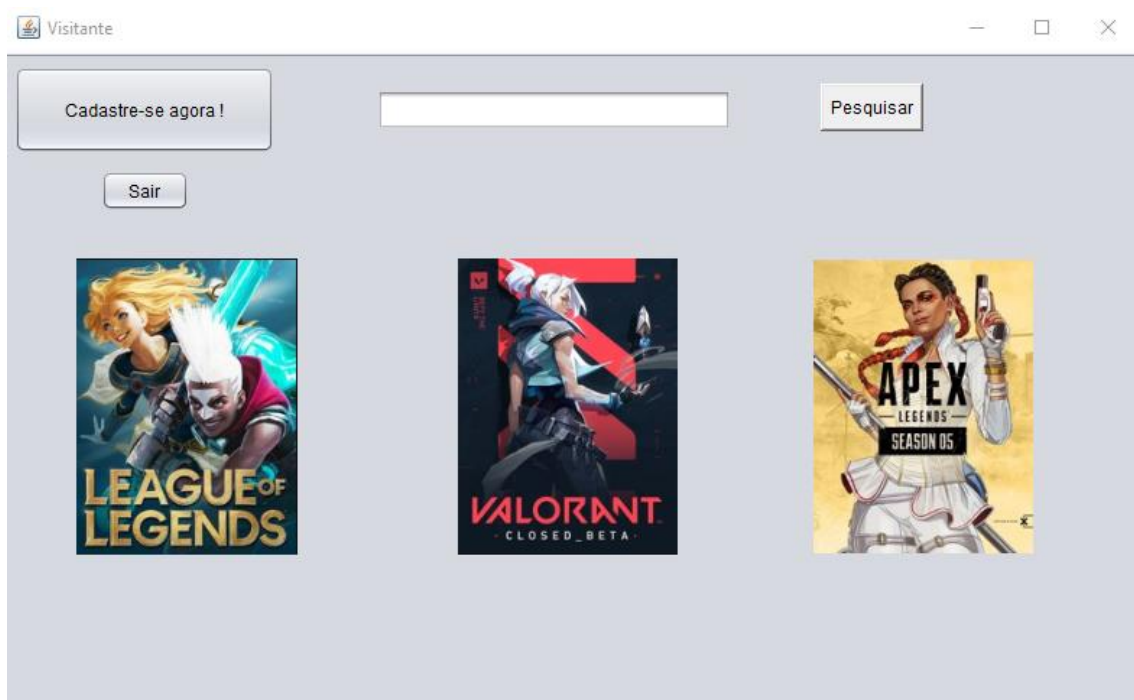 Visitante
Cadastre-se agora !
Pesquisar
Sair
LEAGUE OF
LEGENDS
VALORANT
CLOSED_BETA
APEX
LEGENDS
SEASON 05